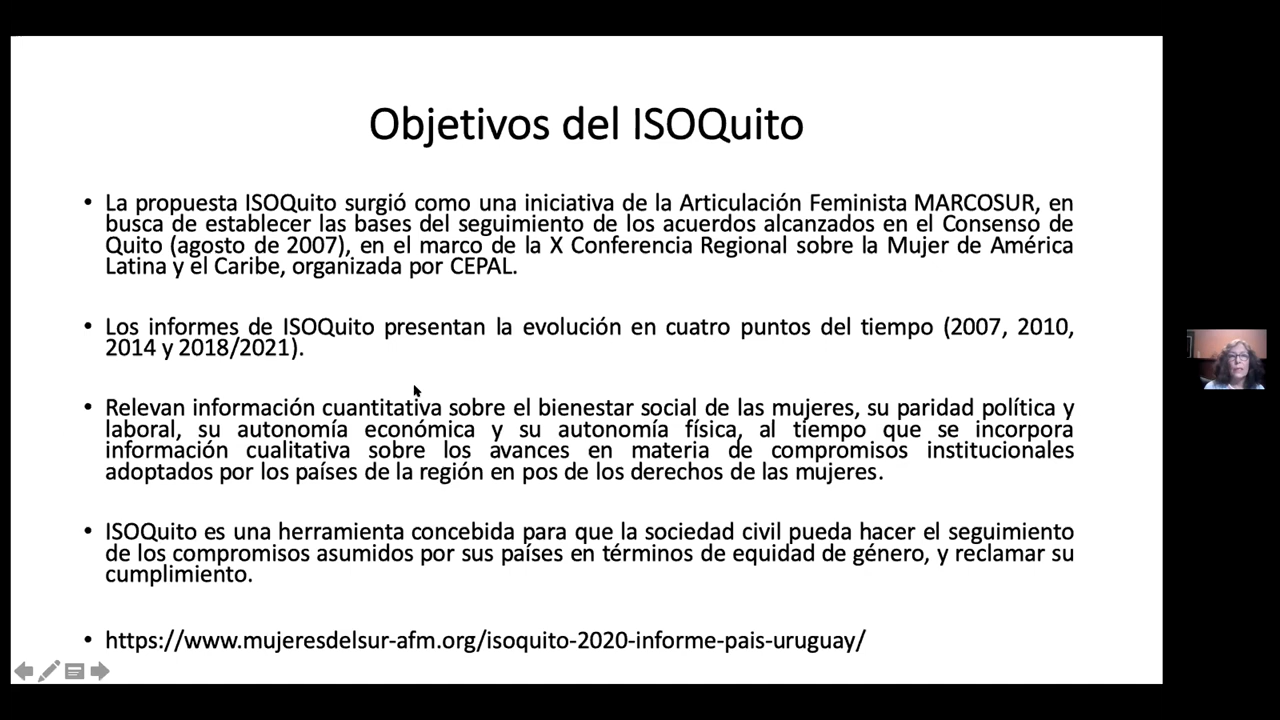 Objetivos del ISOQuito
• La propuesta ISOQuito surgió como una iniciativa de la Articulación Feminista MARCOSUR, en
busca de establecer las bases del seguimiento de los acuerdos alcanzados en el Consenso de
Quito (agosto de 2007), en el marco de la X Conferencia Regional sobre la Mujer de América
Latina y el Caribe, organizada por CEPAL.
• Los informes de ISOQuito presentan la evolución en cuatro puntos del tiempo (2007, 2010,
2014 y 2018/2021).
• Relevan información cuantitativa sobre el bienestar social de las mujeres, su paridad política y
laboral, su autonomía económica y su autonomía física, al tiempo que se incorpora
información cualitativa sobre los avances en materia de compromisos institucionales
adoptados por los países de la región en pos de los derechos de las mujeres.
• ISOQuito es una herramienta concebida para que la sociedad civil pueda hacer el seguimiento
de los compromisos asumidos por sus países en términos de equidad de género, y reclamar su
cumplimiento.
• https://www.mujeresdelsur-afm.org/isoquito-2020-informe-pais-uruguay/